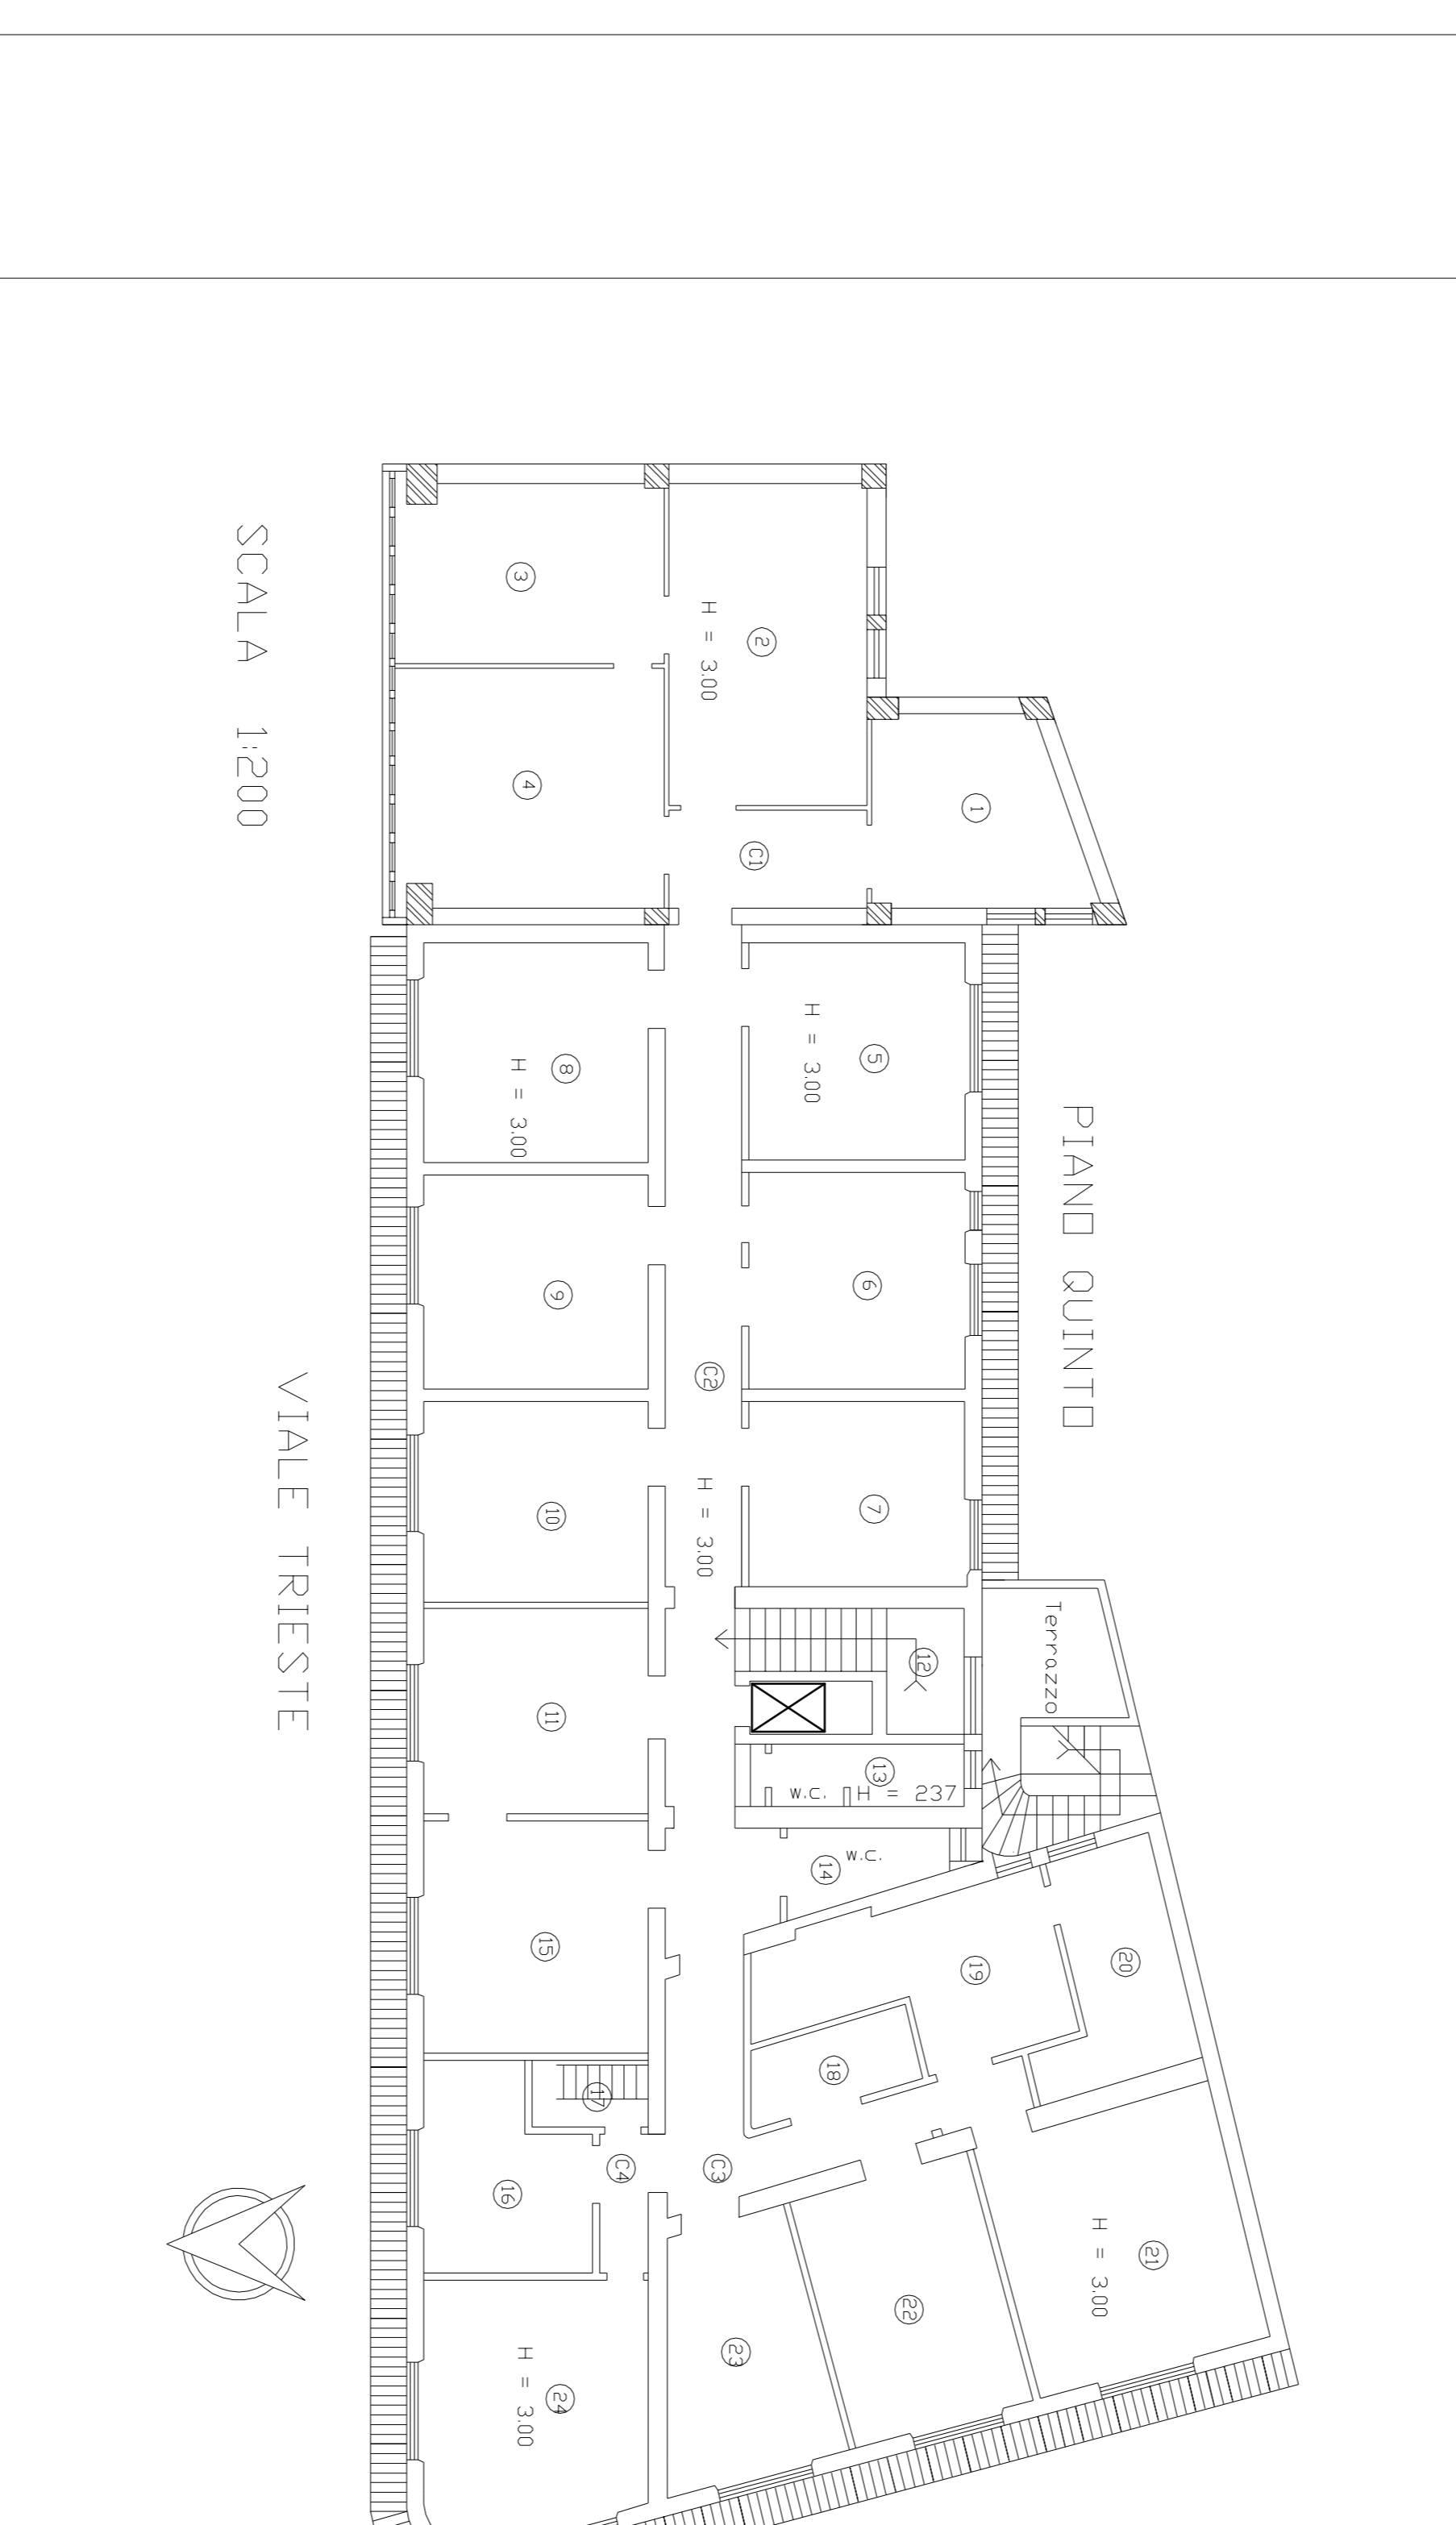 PIANO QUINTO
Terrazzo
1
2
H = 3.00
3
4
C1
5
H = 3.00
8
H = 3.00
6
9
C2
7
H = 3.00
10
12
11
13
w.c. H = 237
w.c.
14
15
19
20
18
17
C4
C3
16
21
H = 3.00
22
23
24
H = 3.00
VIALE TRIESTE
SCALA 1:200